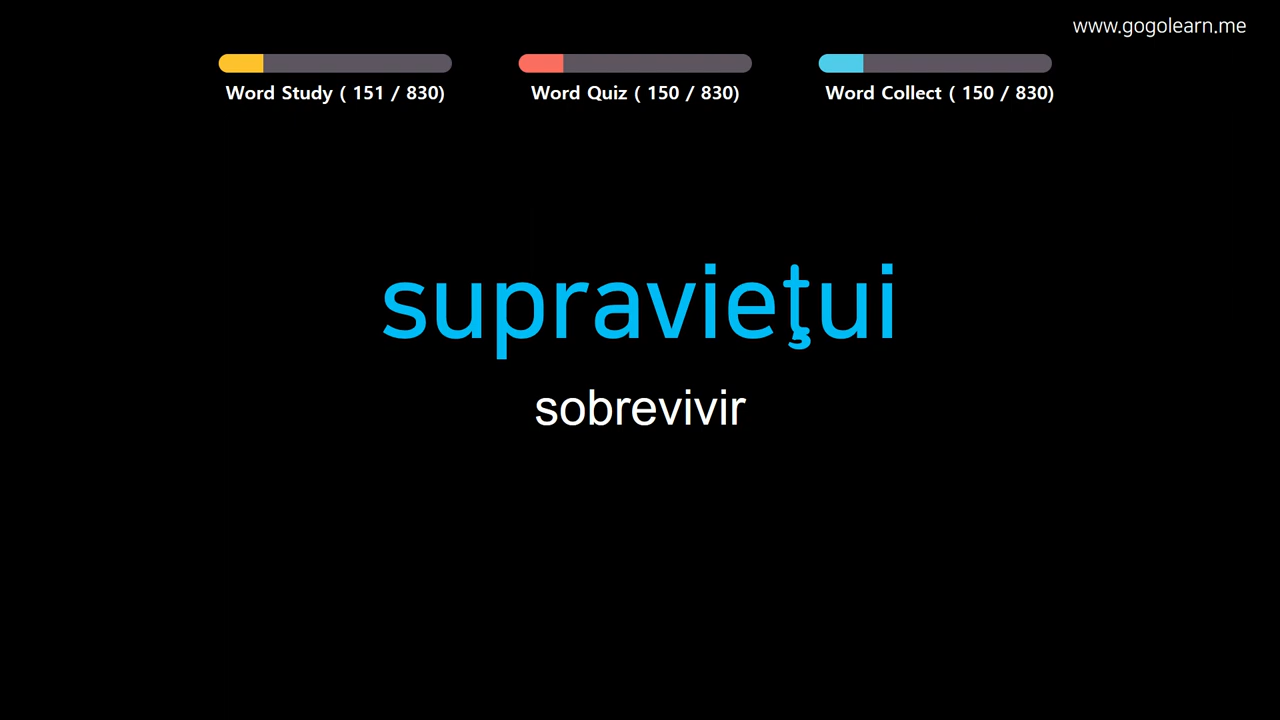 www.gogolearn.me
Word Study ( 151 / 830)
Word Quiz ( 150 / 830)
Word Collect ( 150 / 830)
supravieţui
sobrevivir